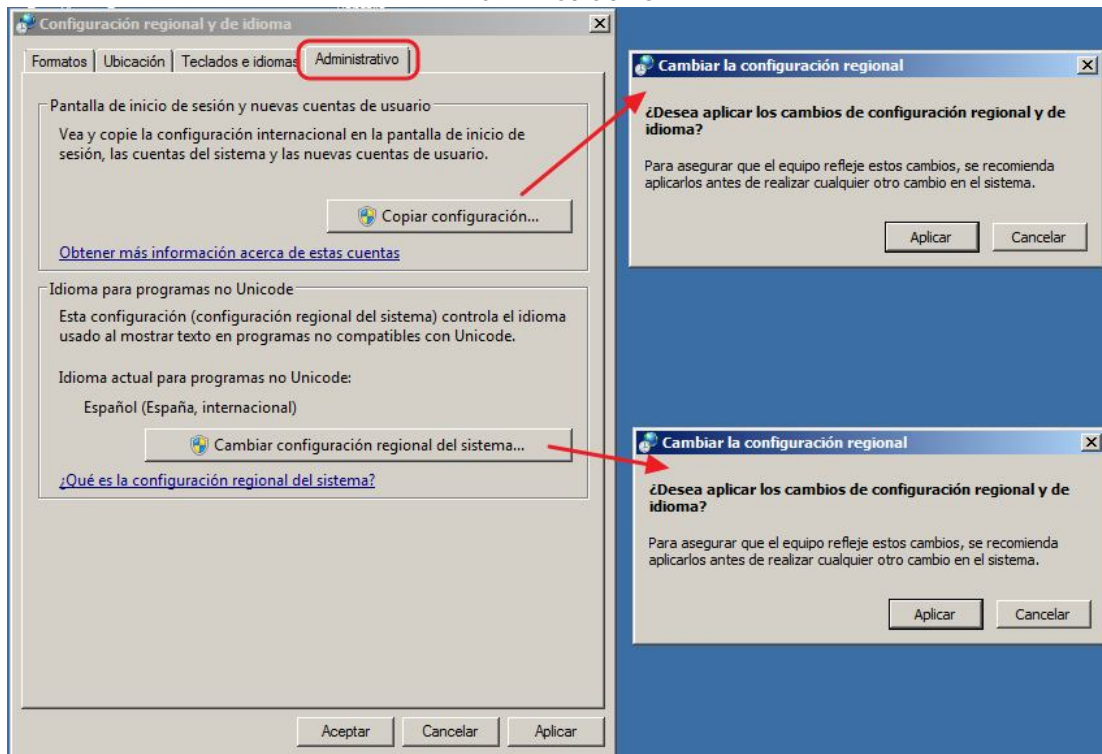 Configuración regional y de idioma
Formatos
Ubicación
Teclados e idiomas
Administrativo
Pantalla de inicio de sesión y nuevas cuentas de usuario
Vea y copie la configuración internacional en la pantalla de inicio de
sesión, las cuentas del sistema y las nuevas cuentas de usuario.
Copiar configuración...
Obtener más información acerca de estas cuentas
Idioma para programas no Unicode
Esta configuración (configuración regional del sistema) controla el idioma
usado al mostrar texto en programas no compatibles con Unicode.
Idioma actual para programas no Unicode:
Español (España, internacional)
Cambiar configuración regional del sistema...
¿Qué es la configuración regional del sistema?
Aceptar
Cancelar
Aplicar
Cambiar la configuración regional
¿Desea aplicar los cambios de configuración regional y de
idioma?
Para asegurar que el equipo refleje estos cambios, se recomienda
aplicarlos antes de realizar cualquier otro cambio en el sistema.
Aplicar
Cancelar
Cambiar la configuración regional
¿Desea aplicar los cambios de configuración regional y de
idioma?
Para asegurar que el equipo refleje estos cambios, se recomienda
aplicarlos antes de realizar cualquier otro cambio en el sistema.
Aplicar
Cancelar